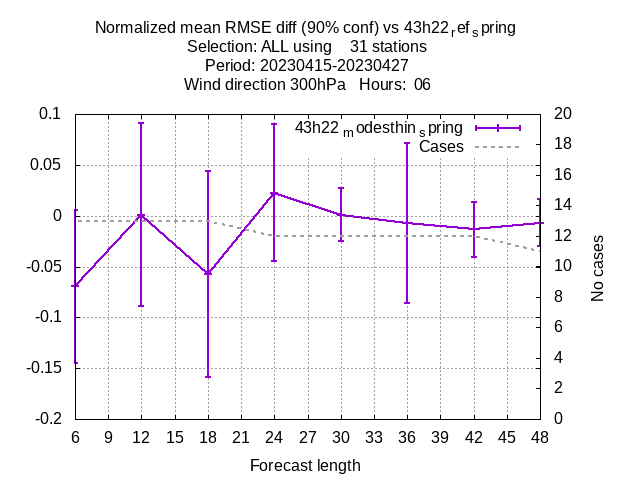 Normalized mean RMSE diff (90% conf) vs 43h22ref spring
Selection: ALL using 31 stations
Period: 20230415-20230427
Wind direction 300hPa Hours: 06
43h22modesthinspring
Cases
0.1
0.05
0
-0.05
-0.1
-0.15
-0.2
20
18
16
14
12
10
8
6
4
2
0
No cases
6 9 12 15 18 21 24 27 30 33 36 39 42 45 48
Forecast length